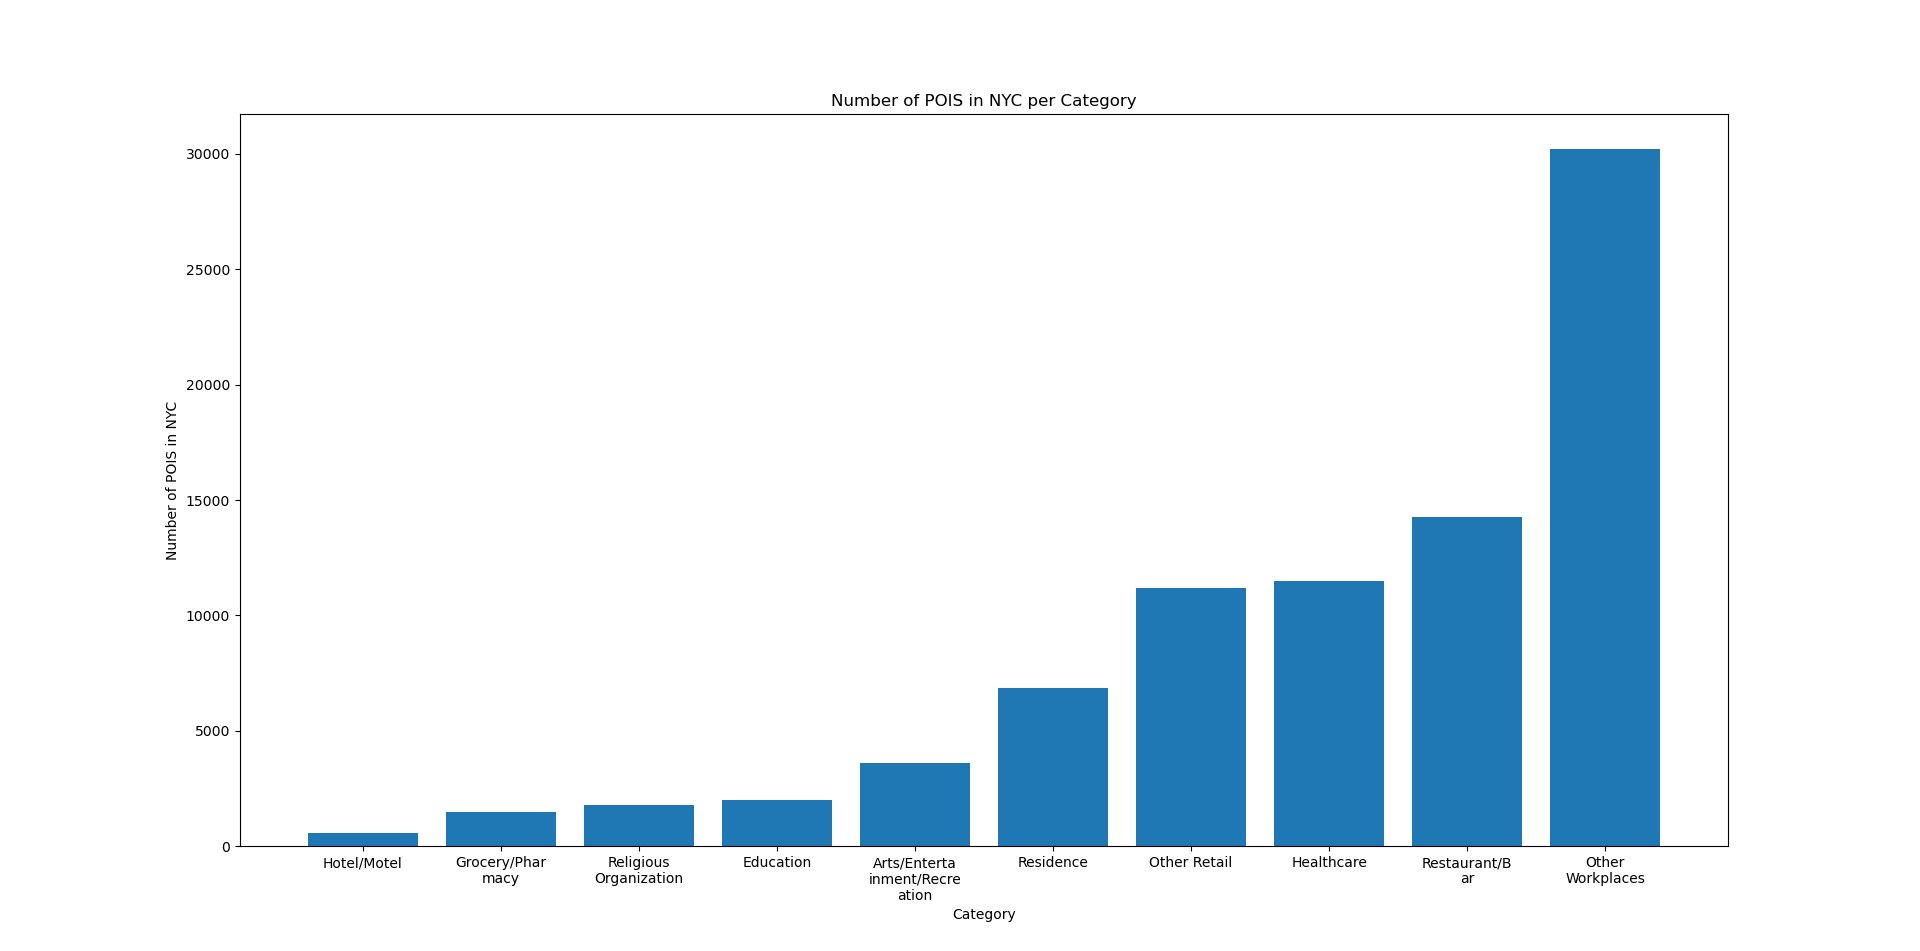 Number of POIS in NYC per Category
Number of POIS in NYC
30000
25000
20000
15000
10000
5000
0
Hotel/Motel
Grocery/Phar
macy
Religious
Organization
Education
Arts/Enterta
inment/Recre
ation
Residence
Other Retail
Healthcare
Restaurant/B
ar
Other
Workplaces
Category